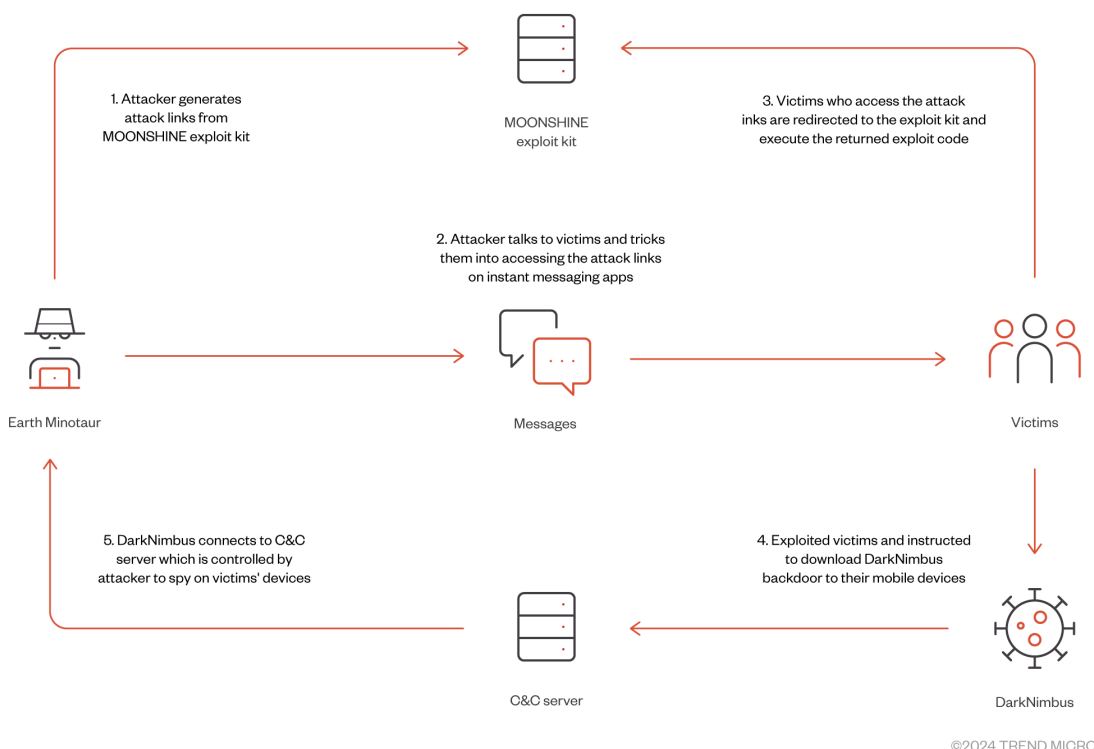 1. Attacker generates
attack links from
MOONSHINE exploit kit
MOONSHINE
exploit kit
3. Victims who access the attack
inks are redirected to the exploit kit and
execute the returned exploit code
2. Attacker talks to victims and tricks
them into accessing the attack links
on instant messaging apps
Earth Minotaur
Messages
Victims
5. DarkNimbus connects to C&C
server which is controlled by
attacker to spy on victims' devices
4. Exploited victims and instructed
to download DarkNimbus
backdoor to their mobile devices
C&C server
DarkNimbus
©2024 TREND MICRO